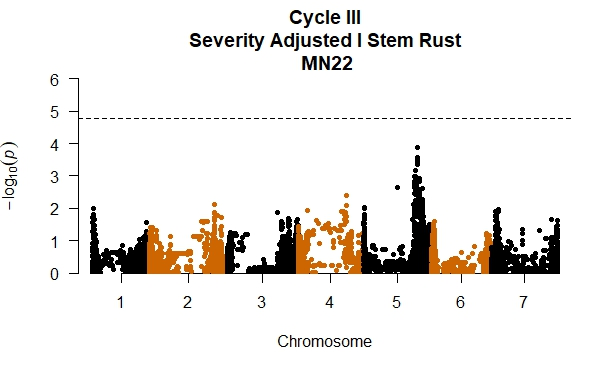 Cycle III
Severity Adjusted I Stem Rust
MN22
6
5
4
3
2
1
0
−log10(p)
1 2 3 4 5 6 7
Chromosome